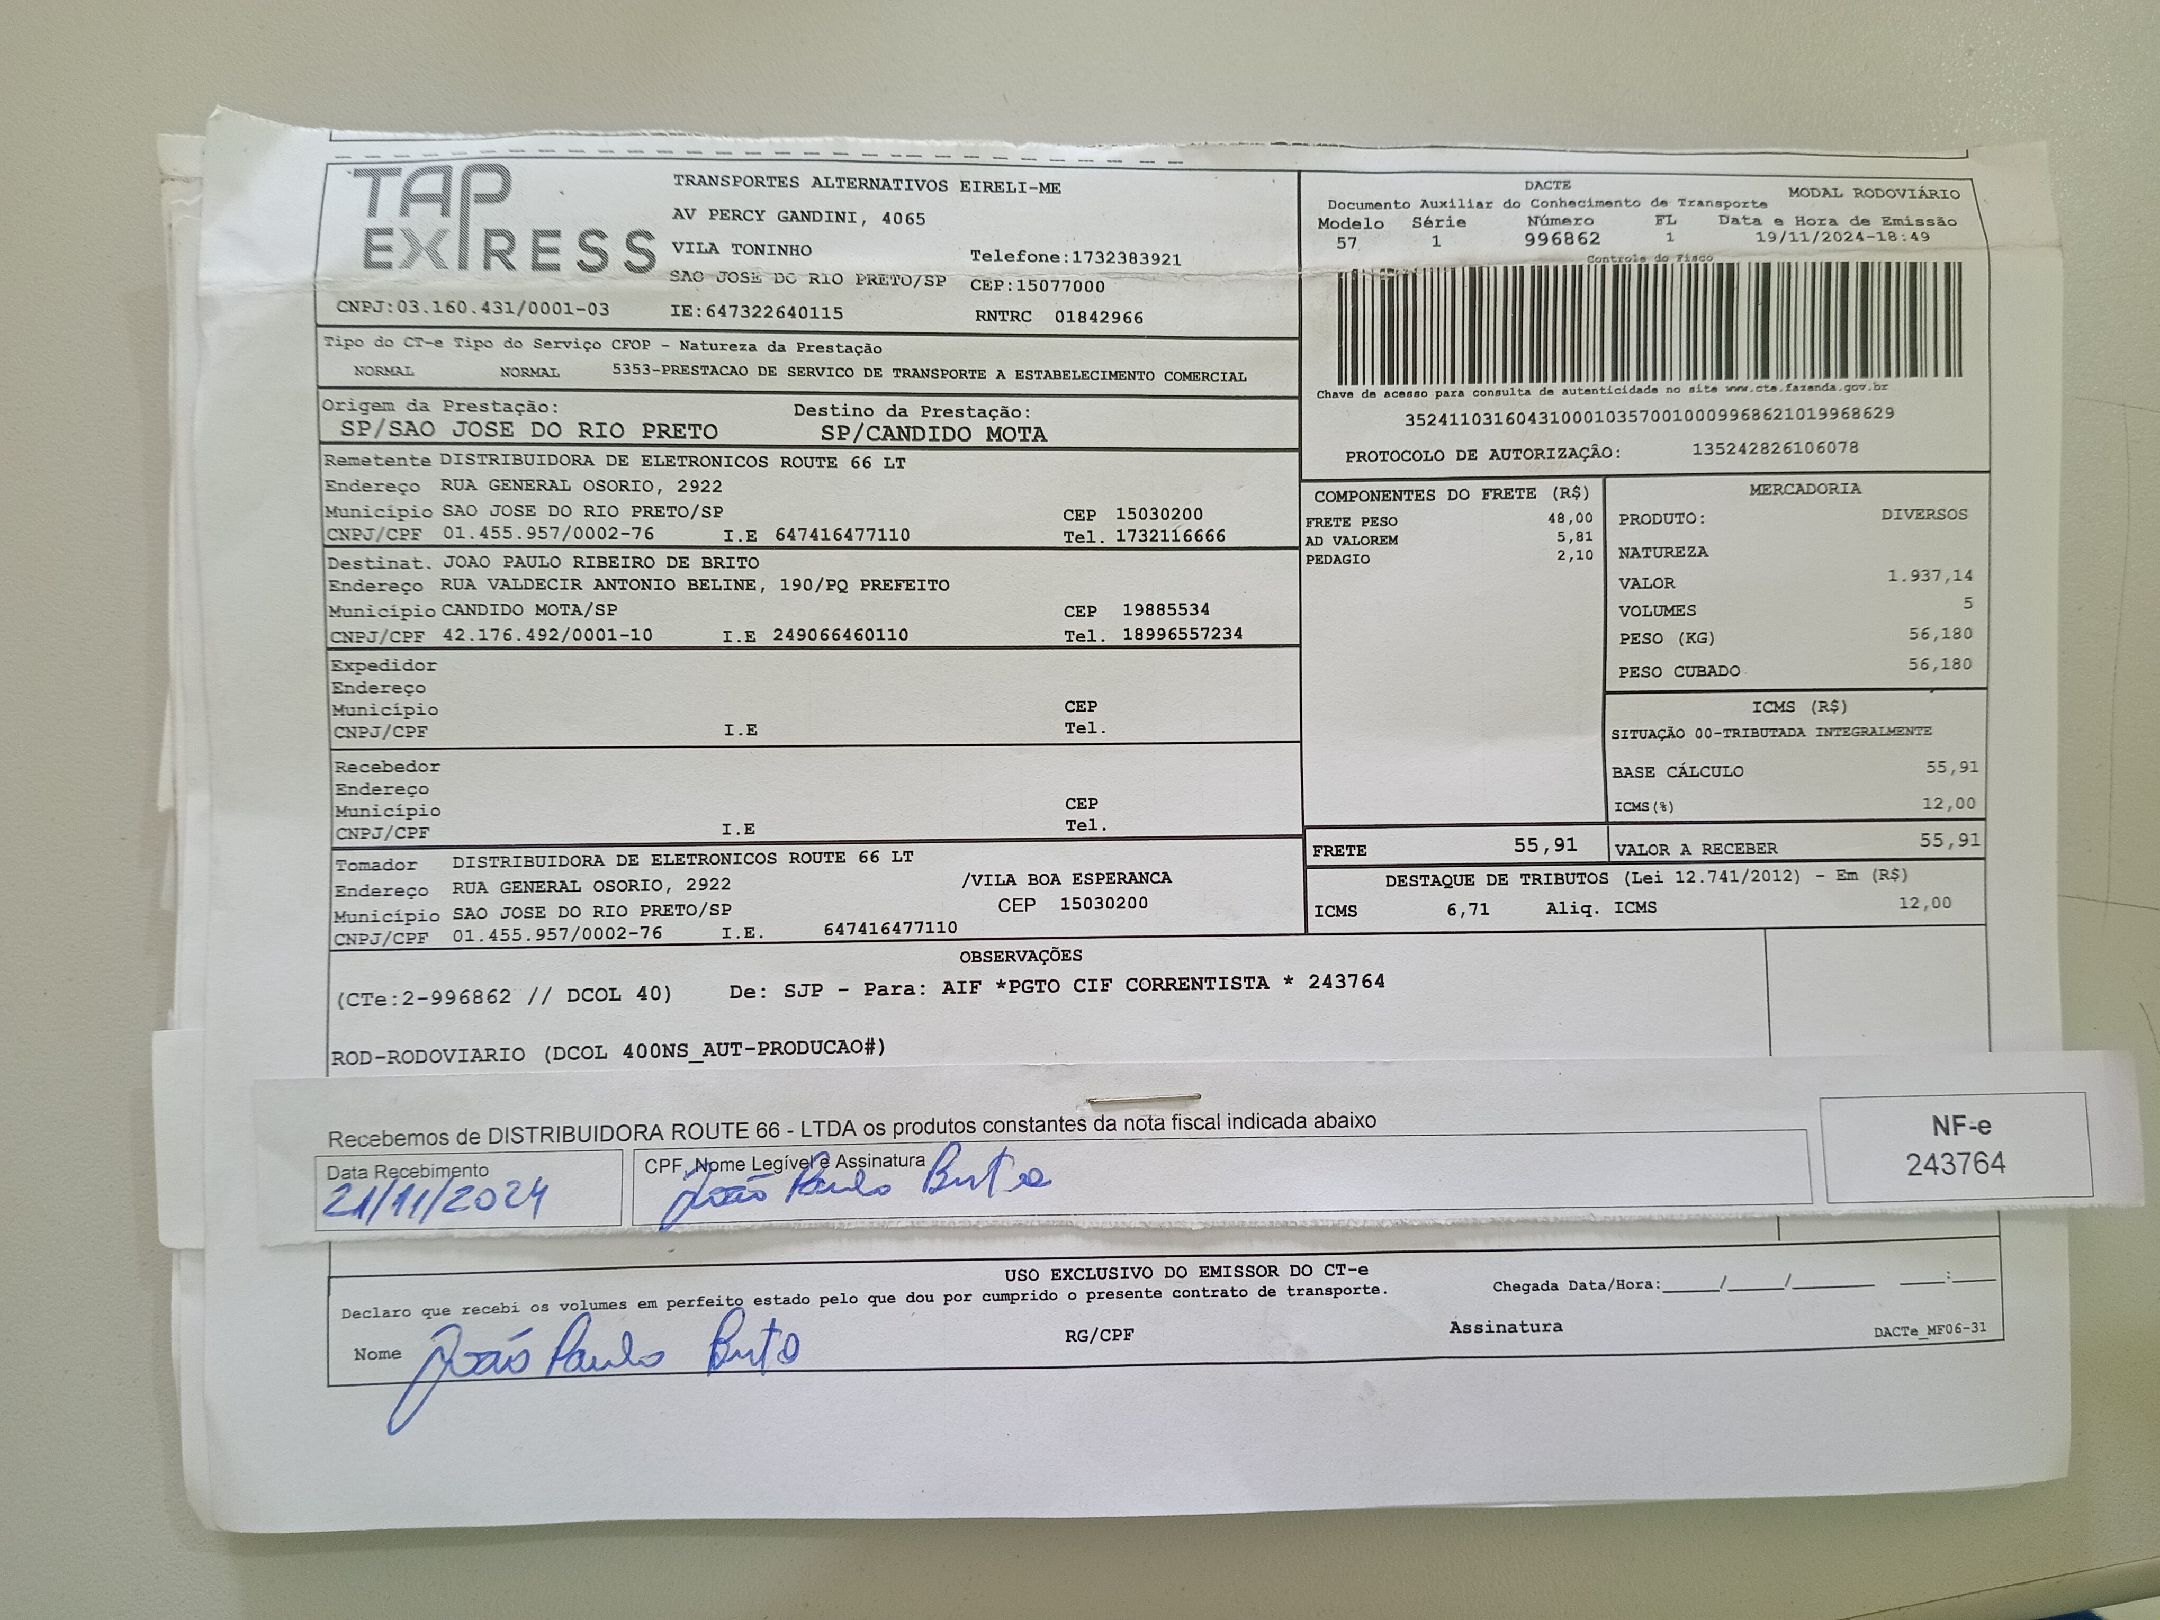 TAP EXPRESS
TRANSPORTES ALTERNATIVOS EIRELI-ME
AV PERCY GANDINI, 4065
VILA TONINHO Telefone:1732383921
SAO JOSE DO RIO PRETO/SP CEP:15077000
CNPJ:03.160.431/0001-03 IE:647322640115 RNTRC 01842966
DACTE MODAL RODOVIÁRIO
Documento Auxiliar do Conhecimento de Transporte
Modelo Série Número FL Data e Hora de Emissão
57 1 996862 1 19/11/2024-18:49
Controle do Fisco
Chave de acesso para consulta de autenticidade no site www.cte.fazenda.gov.br
35241103160431000103570010009968621019968629
PROTOCOLO DE AUTORIZAÇÃO: 135242826106078
Tipo do CT-e Tipo do Serviço CFOP - Natureza da Prestação
NORMAL NORMAL 5353-PRESTACAO DE SERVICO DE TRANSPORTE A ESTABELECIMENTO COMERCIAL
Origem da Prestação: Destino da Prestação:
SP/SAO JOSE DO RIO PRETO SP/CANDIDO MOTA
Remetente DISTRIBUIDORA DE ELETRONICOS ROUTE 66 LT
Endereço RUA GENERAL OSORIO, 2922
Município SAO JOSE DO RIO PRETO/SP CEP 15030200
CNPJ/CPF 01.455.957/0002-76 I.E 647416477110 Tel. 1732116666
Destinat. JOAO PAULO RIBEIRO DE BRITO
Endereço RUA VALDECIR ANTONIO BELINE, 190/PQ PREFEITO
Município CANDIDO MOTA/SP CEP 19885534
CNPJ/CPF 42.176.492/0001-10 I.E 249066460110 Tel. 18996557234
Expedidor
Endereço
Município CEP
CNPJ/CPF I.E Tel.
Recebedor
Endereço
Município CEP
CNPJ/CPF I.E Tel.
Tomador DISTRIBUIDORA DE ELETRONICOS ROUTE 66 LT
Endereço RUA GENERAL OSORIO, 2922 /VILA BOA ESPERANCA
Município SAO JOSE DO RIO PRETO/SP CEP 15030200
CNPJ/CPF 01.455.957/0002-76 I.E. 647416477110
COMPONENTES DO FRETE (R$)
FRETE PESO 48,00
AD VALOREM 5,81
PEDAGIO 2,10
MERCADORIA
PRODUTO: DIVERSOS
NATUREZA
VALOR 1.937,14
VOLUMES 5
PESO (KG) 56,180
PESO CUBADO 56,180
ICMS (R$)
SITUAÇÃO 00-TRIBUTADA INTEGRALMENTE
BASE CÁLCULO 55,91
ICMS(%) 12,00
FRETE 55,91 VALOR A RECEBER 55,91
DESTAQUE DE TRIBUTOS (Lei 12.741/2012) - Em (R$)
ICMS 6,71 Aliq. ICMS 12,00
OBSERVAÇÕES
(CTe:2-996862 // DCOL 40) De: SJP - Para: AIF *PGTO CIF CORRENTISTA * 243764
ROD-RODOVIARIO (DCOL 400NS_AUT-PRODUCAO#)
Recebemos de DISTRIBUIDORA ROUTE 66 - LTDA os produtos constantes da nota fiscal indicada abaixo
Data Recebimento CPF, Nome Legível e Assinatura
21/11/2024 João Paulo Brito
NF-e
243764
USO EXCLUSIVO DO EMISSOR DO CT-e
Declaro que recebi os volumes em perfeito estado pelo que dou por cumprido o presente contrato de transporte. Chegada Data/Hora:____/____/______ ___:___
Nome João Paulo Brito RG/CPF Assinatura DACTe_MF06-31